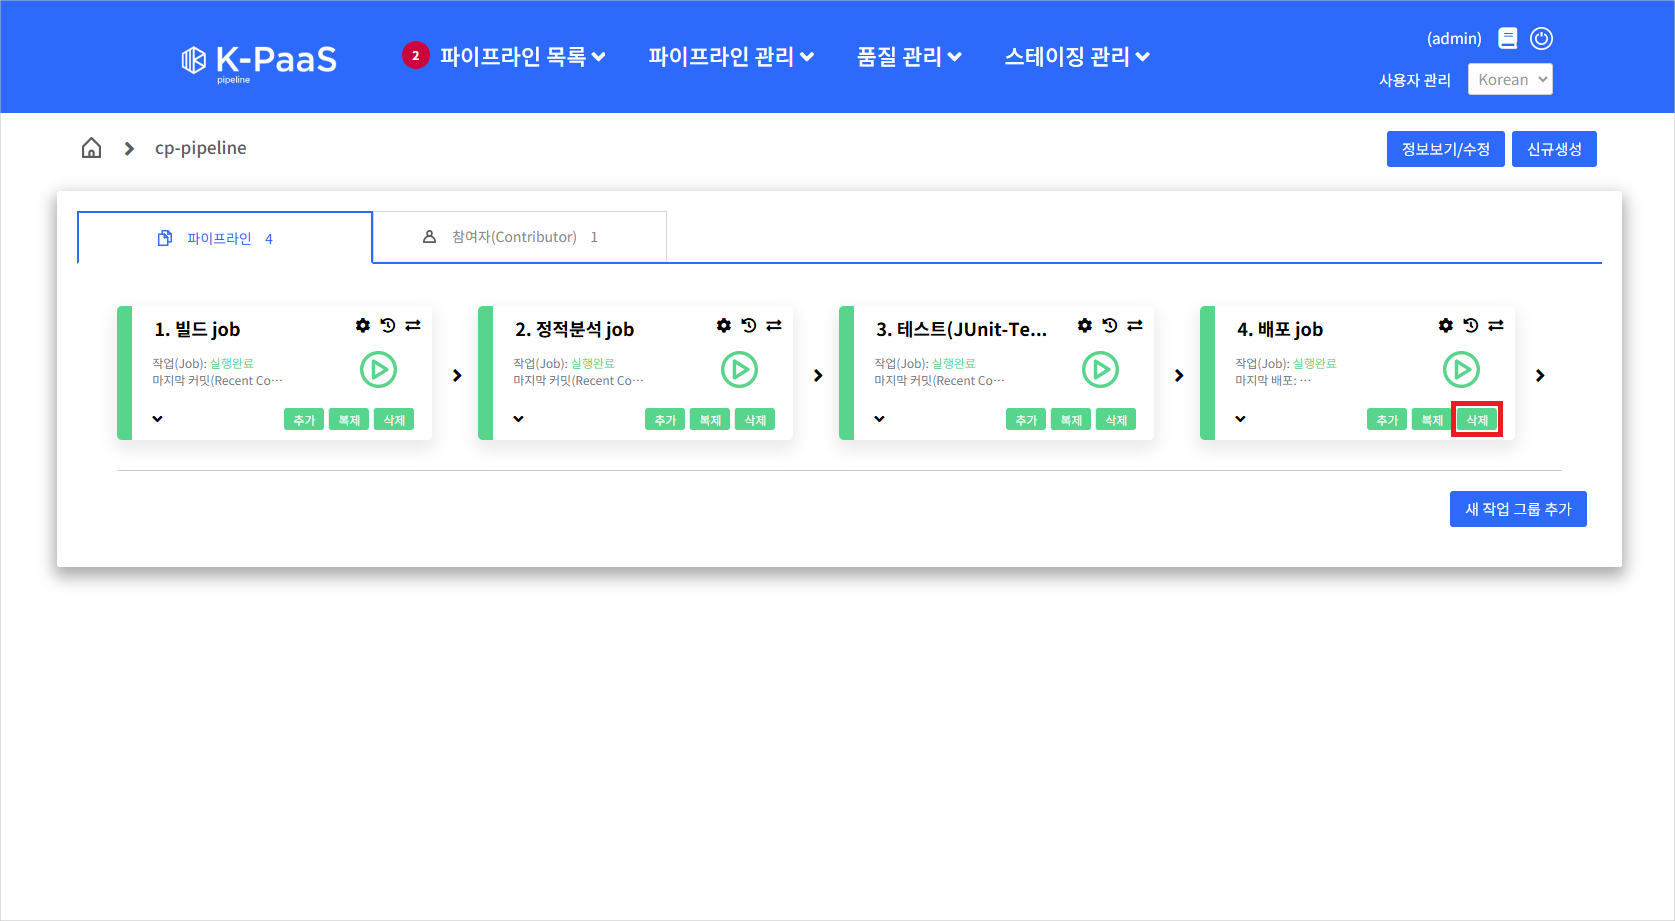 K-PaaS
pipeline
2 파이프라인 목록
파이프라인 관리
품질 관리
스테이징 관리
(admin)
사용자 관리
Korean
cp-pipeline
정보보기/수정
신규생성
파이프라인 4
참여자(Contributor) 1
1. 빌드 job
작업(Job): 실행완료
마지막 커밋(Recent Co…
추가 복제 삭제
2. 정적분석 job
작업(Job): 실행완료
마지막 커밋(Recent Co…
추가 복제 삭제
3. 테스트(JUnit-Te...
작업(Job): 실행완료
마지막 커밋(Recent Co…
추가 복제 삭제
4. 배포 job
작업(Job): 실행완료
마지막 배포: …
추가 복제 삭제
새 작업 그룹 추가